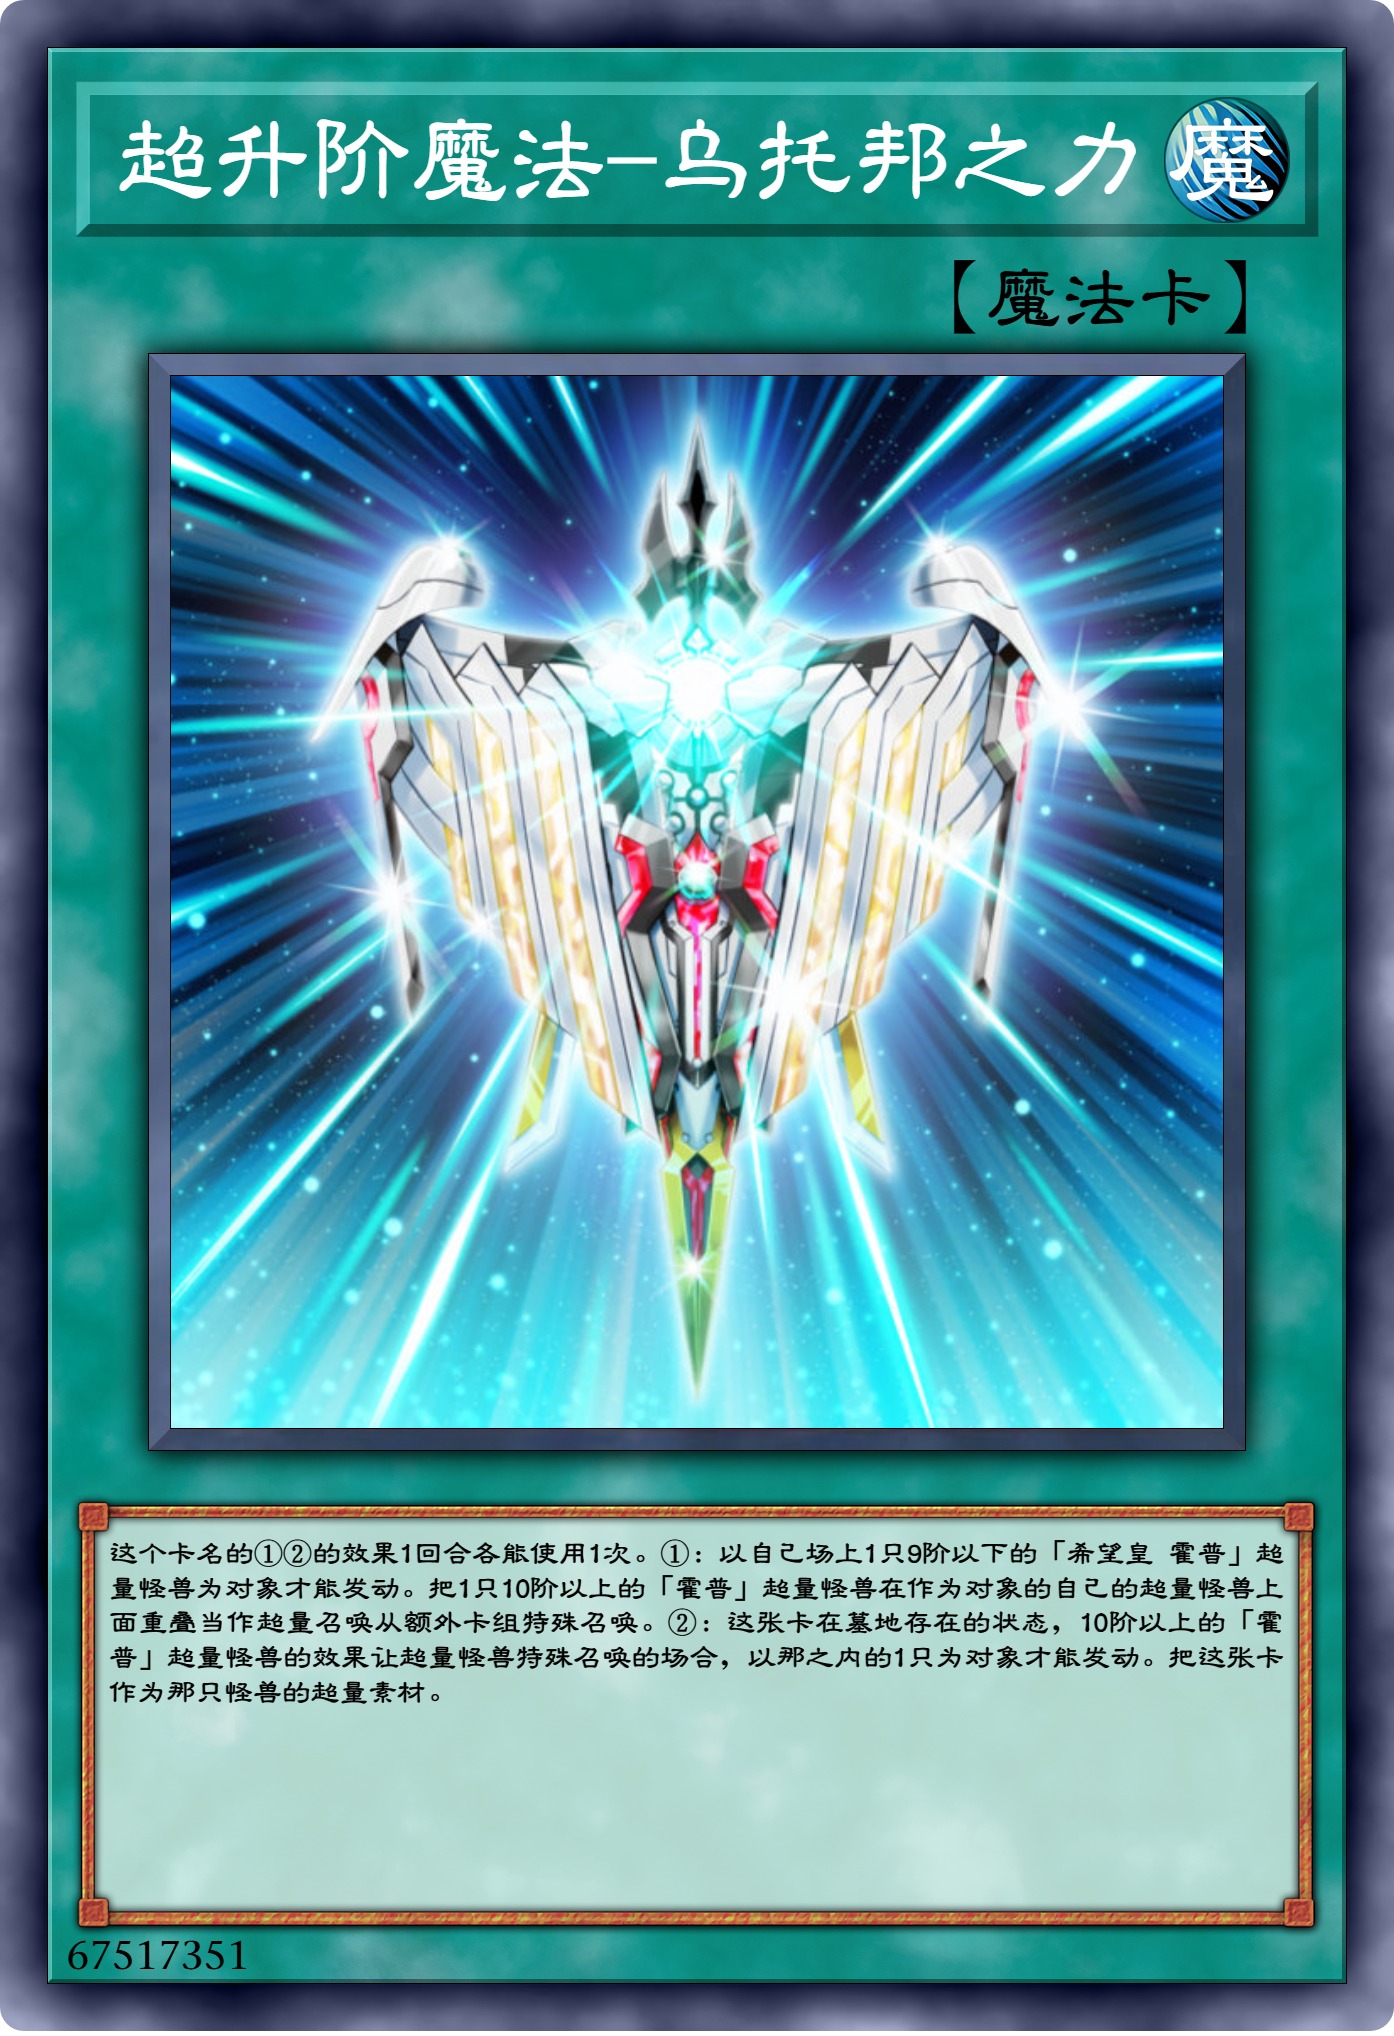 超升阶魔法-乌托邦之力 魔
【魔法卡】
这个卡名的①②的效果1回合各能使用1次。①：以自己场上1只9阶以下的「希望皇 霍普」超
量怪兽为对象才能发动。把1只10阶以上的「霍普」超量怪兽在作为对象的自己的超量怪兽上
面重叠当作超量召唤从额外卡组特殊召唤。②：这张卡在墓地存在的状态，10阶以上的「霍
普」超量怪兽的效果让超量怪兽特殊召唤的场合，以那之内的1只为对象才能发动。把这张卡
作为那只怪兽的超量素材。
67517351